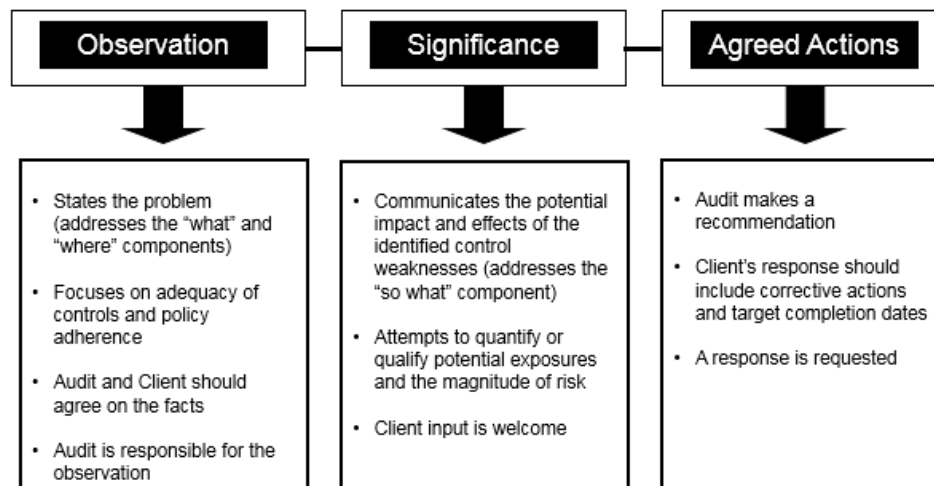 Observation
Significance
Agreed Actions
• States the problem
(addresses the “what” and
“where” components)
• Focuses on adequacy of
controls and policy
adherence
• Audit and Client should
agree on the facts
• Audit is responsible for the
observation
• Communicates the potential
impact and effects of the
identified control
weaknesses (addresses the
“so what” component)
• Attempts to quantify or
qualify potential exposures
and the magnitude of risk
• Client input is welcome
• Audit makes a
recommendation
• Client’s response should
include corrective actions
and target completion dates
• A response is requested